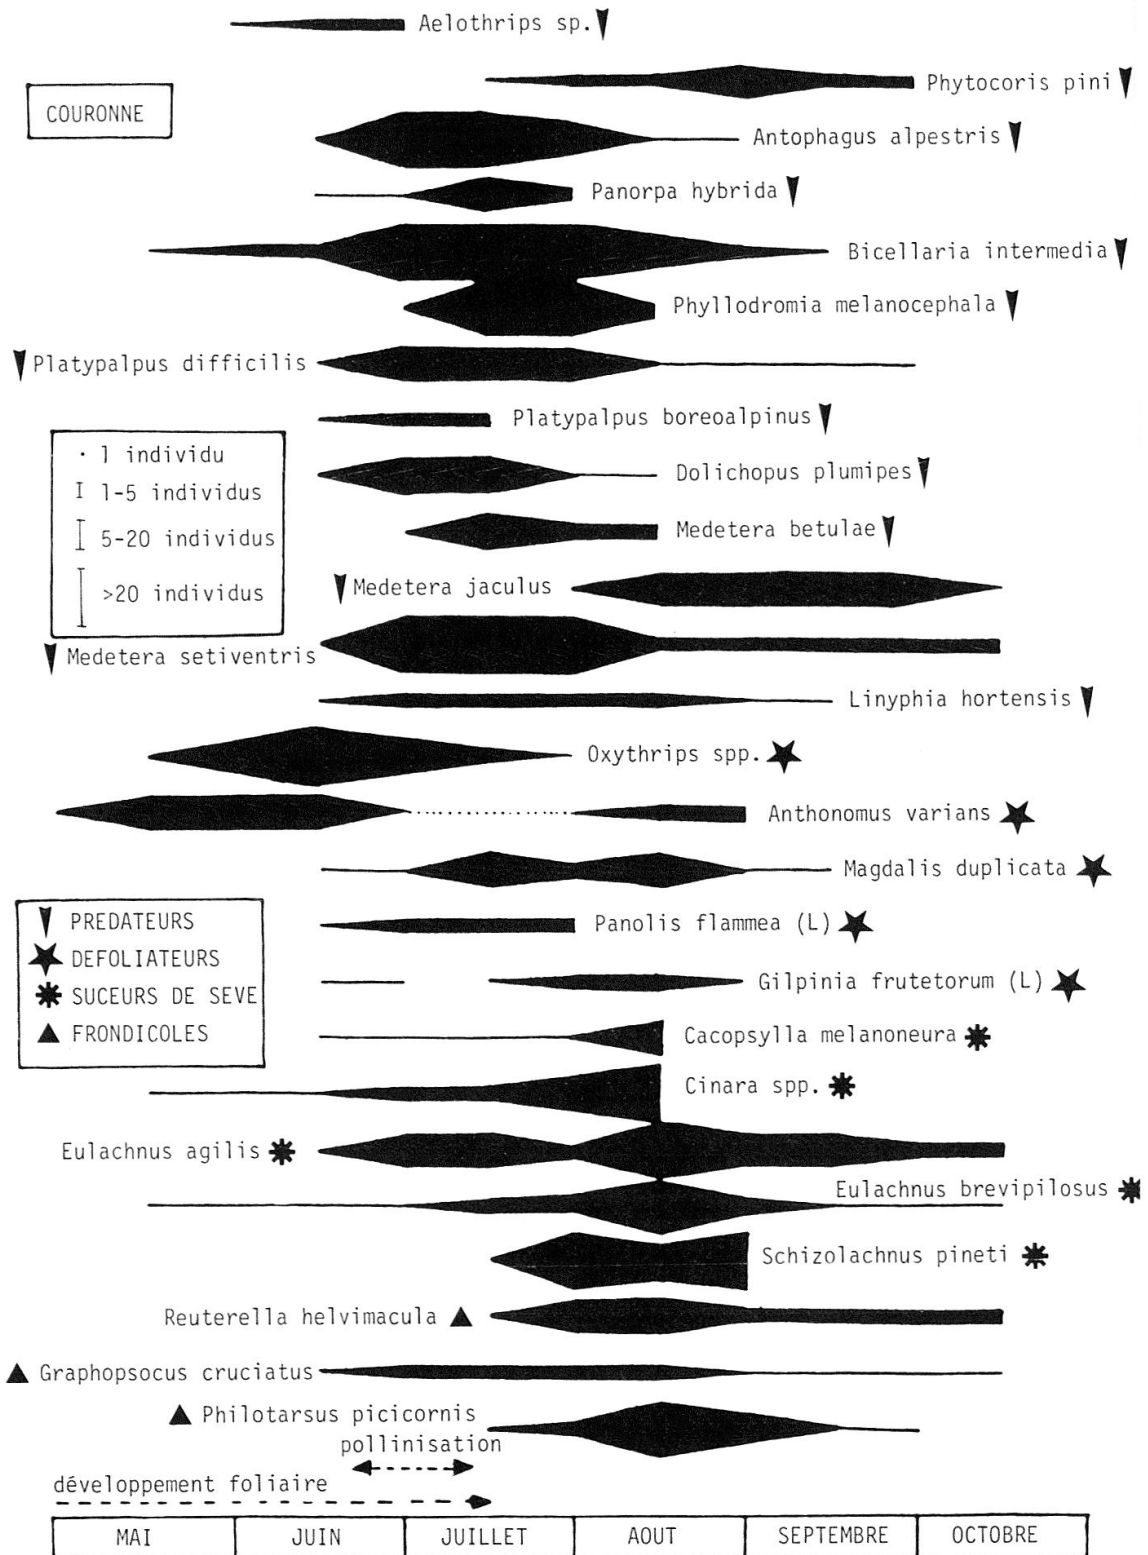 Aelothrips sp.
Phytocoris pini
COURONNE
Antophagus alpestris
Panorpa hybrida
Bicellaria intermedia
Phyllodromia melanocephala
Platypalpus difficilis
Platypalpus boreoalpinus
· 1 individu
I 1-5 individus
5-20 individus
>20 individus
Dolichopus plumipes
Medetera betulae
Medetera jaculus
Medetera setiventris
Linyphia hortensis
Oxythrips spp.
Anthonomus varians
Magdalis duplicata
PREDATEURS
DEFOLIATEURS
SUCEURS DE SEVE
FRONDICOLES
Panolis flammea (L)
Gilpinia frutetorum (L)
Cacopsylla melanoneura
Cinara spp.
Eulachnus agilis
Eulachnus brevipilosus
Schizolachnus pineti
Reuterella helvimacula
Graphopsocus cruciatus
Philotarsus picicornis
pollinisation
développement foliaire
MAI JUIN JUILLET AOUT SEPTEMBRE OCTOBRE